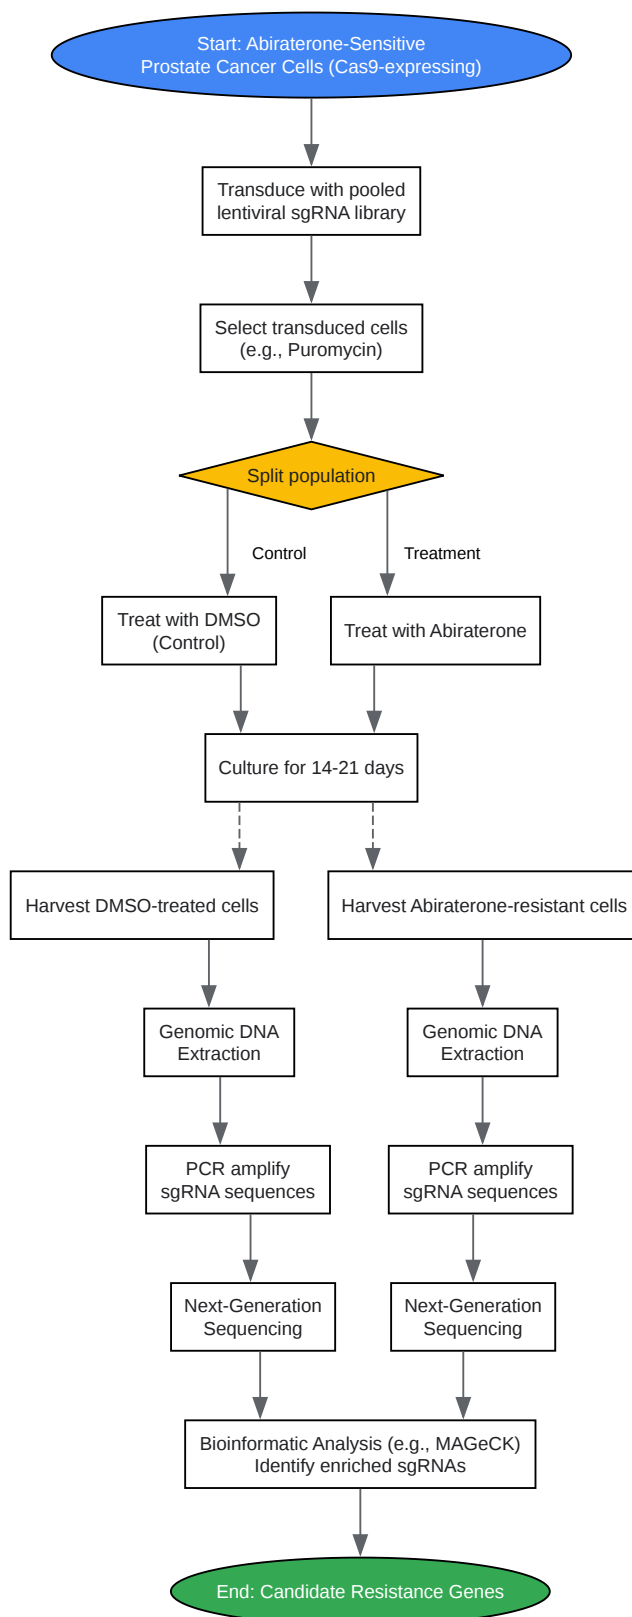 Start: Abiraterone-Sensitive
Prostate Cancer Cells (Cas9-expressing)
Transduce with pooled
lentiviral sgRNA library
Select transduced cells
(e.g., Puromycin)
Split population
Control
Treatment
Treat with DMSO
(Control)
Treat with Abiraterone
Culture for 14-21 days
Harvest DMSO-treated cells
Harvest Abiraterone-resistant cells
Genomic DNA
Extraction
Genomic DNA
Extraction
PCR amplify
sgRNA sequences
PCR amplify
sgRNA sequences
Next-Generation
Sequencing
Next-Generation
Sequencing
Bioinformatic Analysis (e.g., MAGeCK)
Identify enriched sgRNAs
End: Candidate Resistance Genes